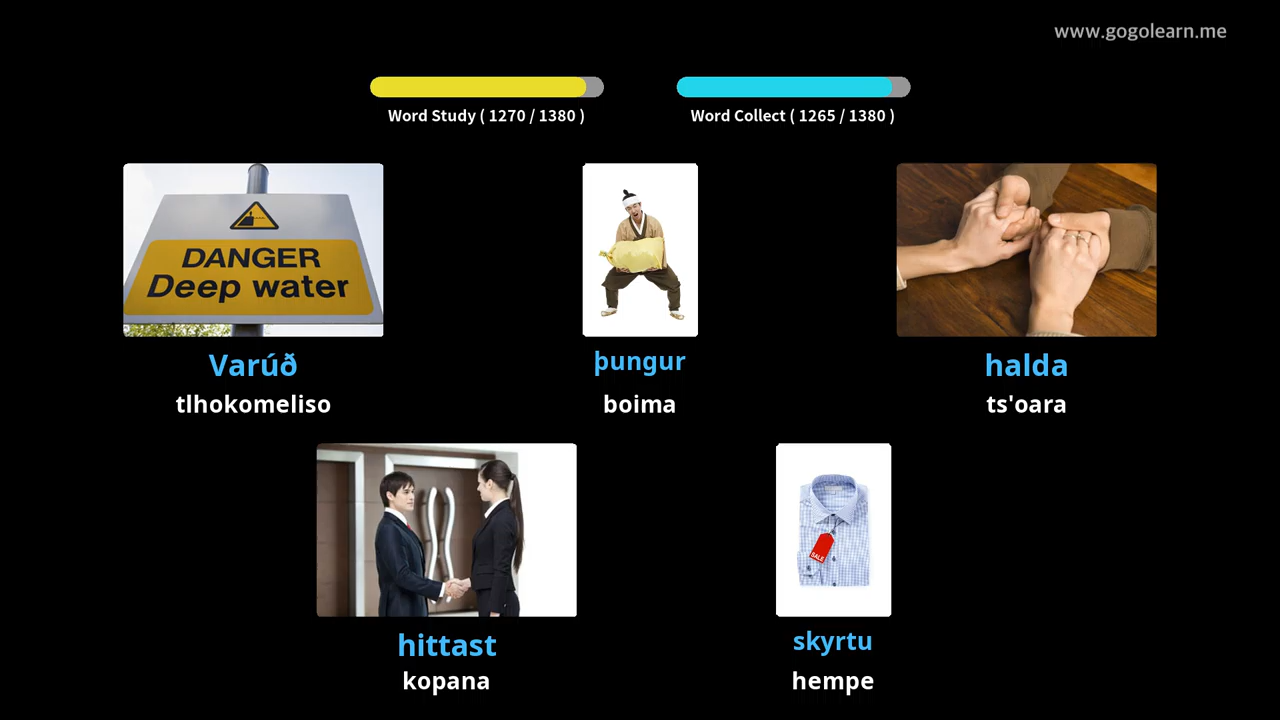 www.gogolearn.me
Word Study ( 1270 / 1380 )
Word Collect ( 1265 / 1380 )
DANGER
Deep water
Varúð
þungur
halda
tlhokomeliso
boima
ts'oara
SALE
hittast
skyrtu
kopana
hempe